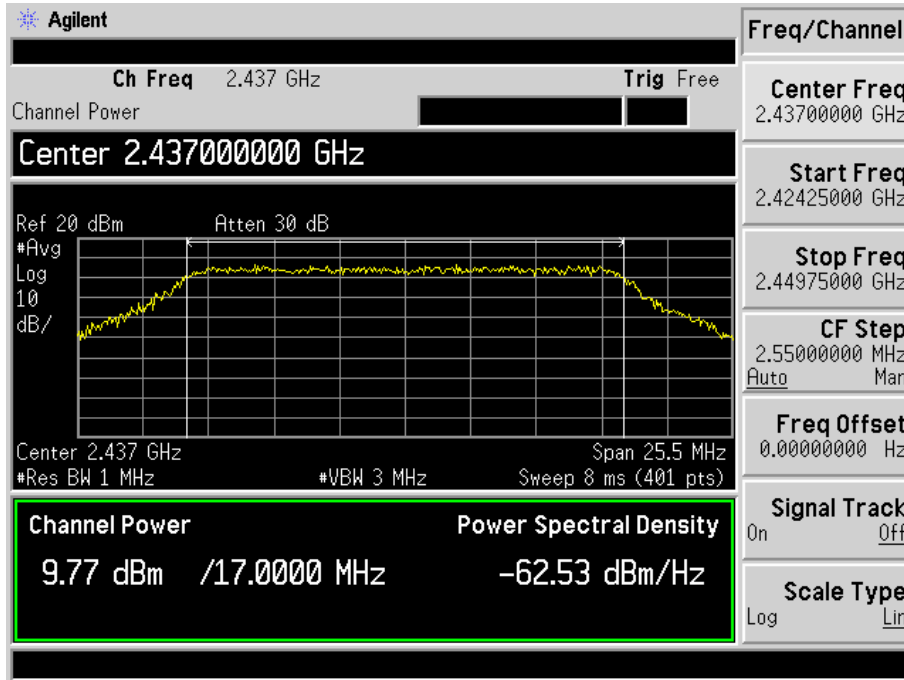 Agilent
Freq/Channel
Ch Freq 2.437 GHz Trig Free
Channel Power
Center 2.437000000 GHz
Ref 20 dBm Atten 30 dB
#Avg
Log
10
dB/
Center 2.437 GHz Span 25.5 MHz
#Res BW 1 MHz #VBW 3 MHz Sweep 8 ms (401 pts)
Channel Power Power Spectral Density
9.77 dBm /17.0000 MHz -62.53 dBm/Hz
Center Freq
2.43700000 GHz
Start Freq
2.42425000 GHz
Stop Freq
2.44975000 GHz
CF Step
2.55000000 MHz
Auto Man
Freq Offset
0.00000000 Hz
Signal Track
On Off
Scale Type
Log Lin